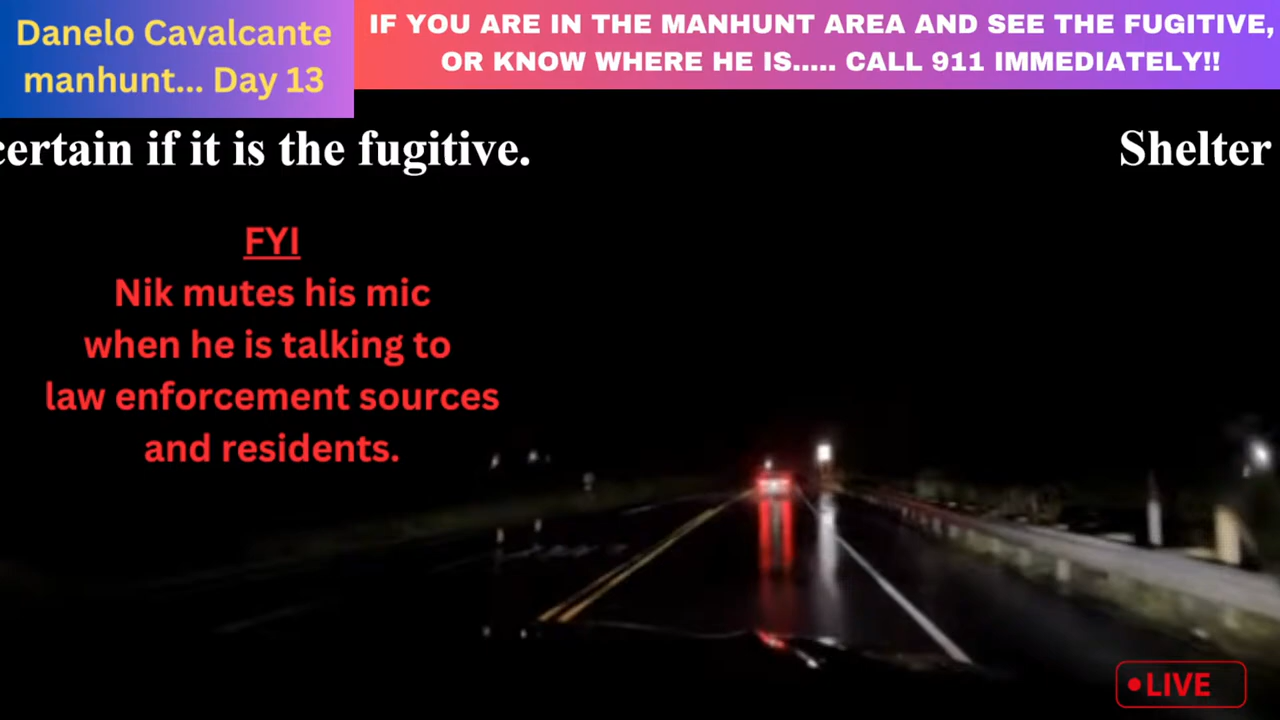 Danelo Cavalcante
manhunt... Day 13
IF YOU ARE IN THE MANHUNT AREA AND SEE THE FUGITIVE,
OR KNOW WHERE HE IS..... CALL 911 IMMEDIATELY!!
certain if it is the fugitive. Shelter
FYI
Nik mutes his mic
when he is talking to
law enforcement sources
and residents.
LIVE